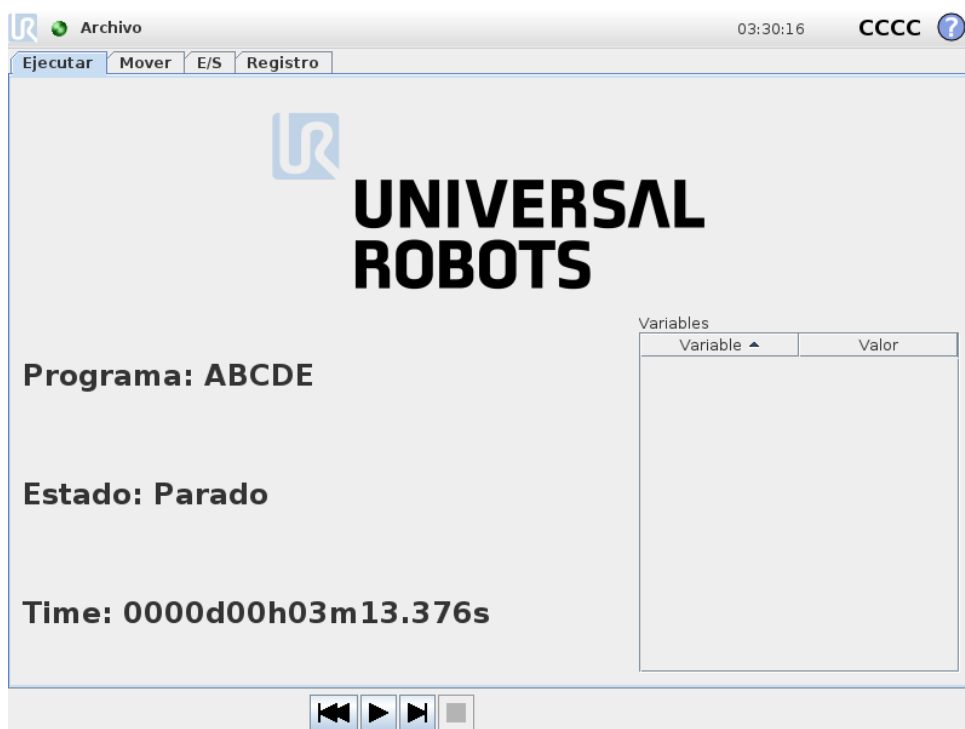 Archivo 03:30:16 CCCC ?
Ejecutar Mover E/S Registro
UNIVERSAL
ROBOTS
Variables
Variable Valor
Programa: ABCDE
Estado: Parado
Time: 0000d00h03m13.376s